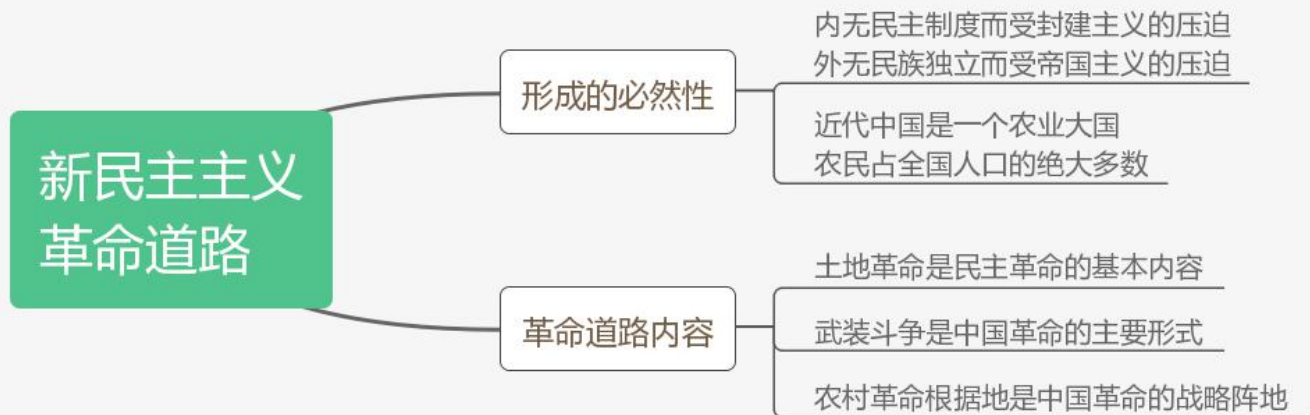 新民主主义
革命道路
形成的必然性
内无民主制度而受封建主义的压迫
外无民族独立而受帝国主义的压迫
近代中国是一个农业大国
农民占全国人口的绝大多数
革命道路内容
土地革命是民主革命的基本内容
武装斗争是中国革命的主要形式
农村革命根据地是中国革命的战略阵地